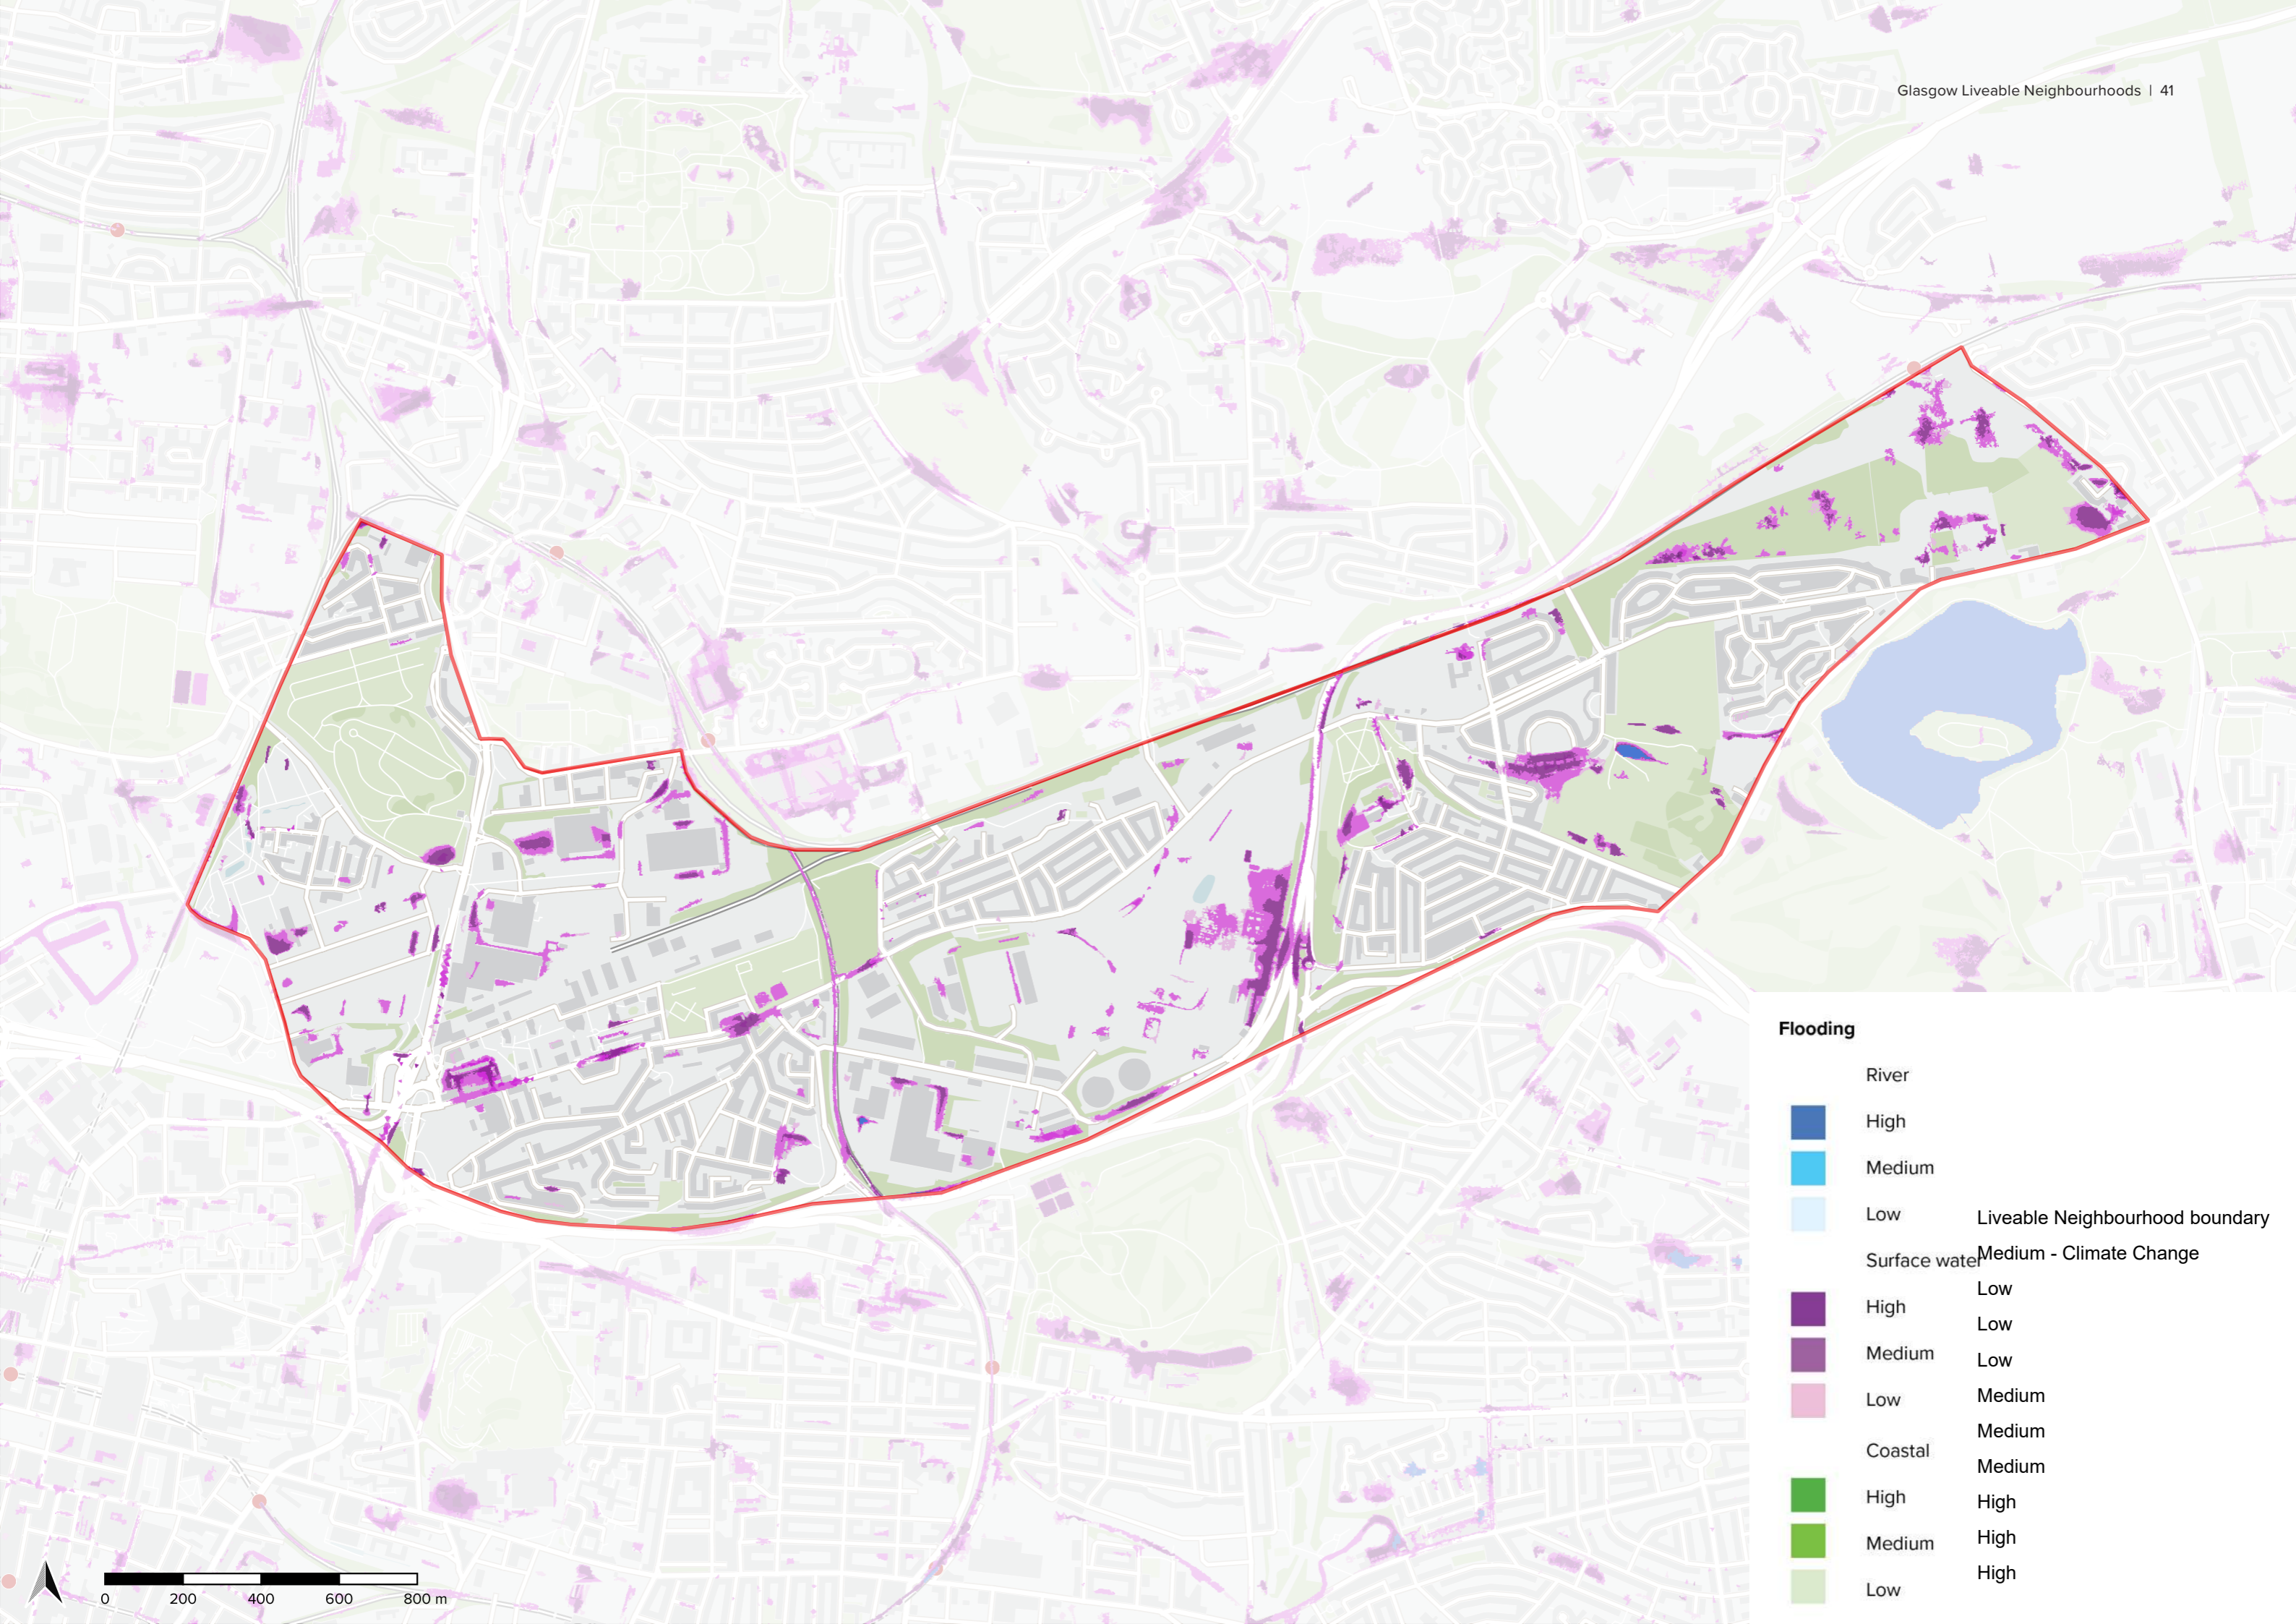 Glasgow Liveable Neighbourhoods | 41
Flooding
River
High
Medium
Low
Surface water
High
Medium
Low
Coastal
High
Medium
Low
Liveable Neighbourhood boundary
Medium - Climate Change
Low
Low
Low
Medium
Medium
Medium
High
High
High
0 200 400 600 800 m